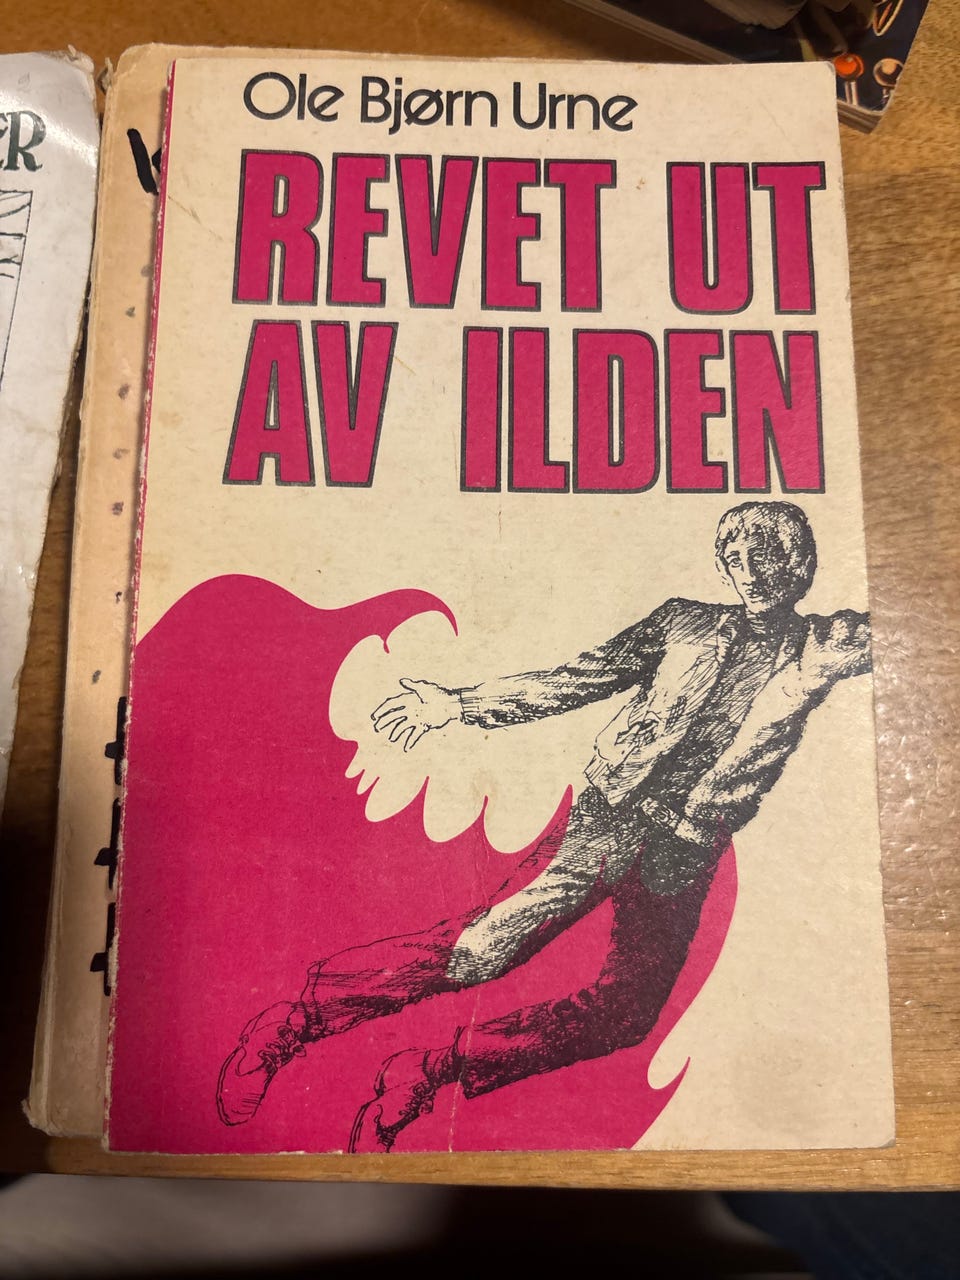 Ole Bjørn Urne
REVET UT
AV ILDEN